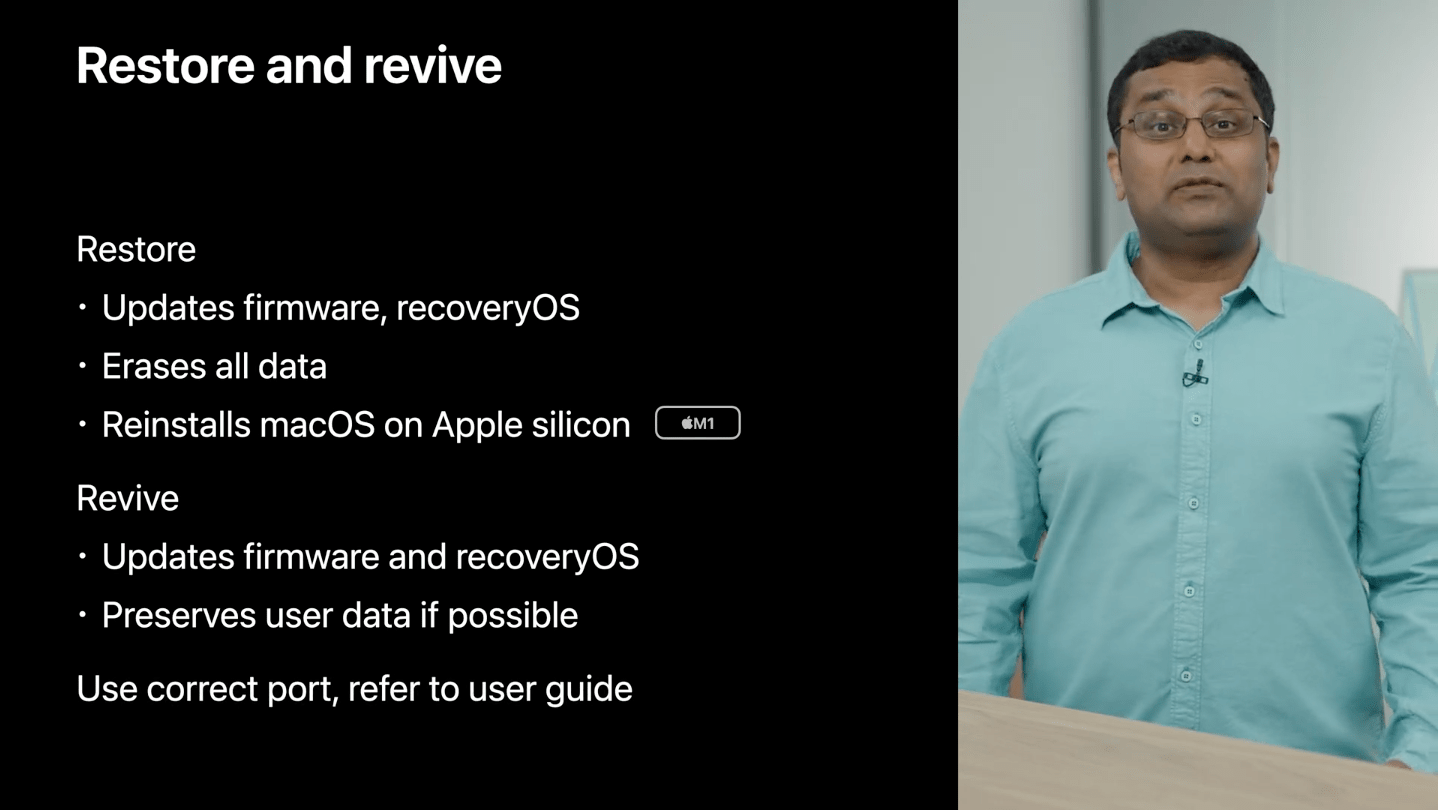 Restore and revive
Restore
• Updates firmware, recoveryOS
• Erases all data
• Reinstalls macOS on Apple silicon M1
Revive
• Updates firmware and recoveryOS
• Preserves user data if possible
Use correct port, refer to user guide